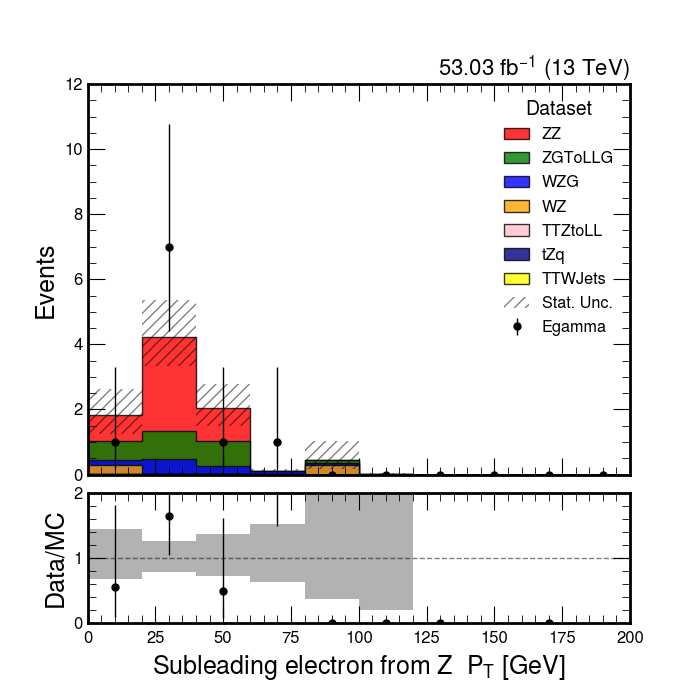 53.03 fb⁻¹ (13 TeV)
12
10
8
6
4
2
0
Events
Dataset
ZZ
ZGToLLG
WZG
WZ
TTZtoLL
tZq
TTWJets
Stat. Unc.
Egamma
2
1
0
Data/MC
0 25 50 75 100 125 150 175 200
Subleading electron from Z P_T [GeV]